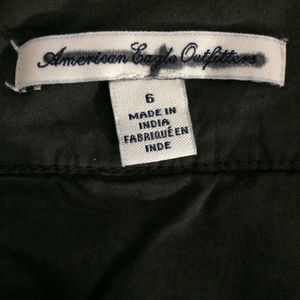 American Eagle Outfitters
6
MADE IN
INDIA
FABRIQUÉ EN
INDE